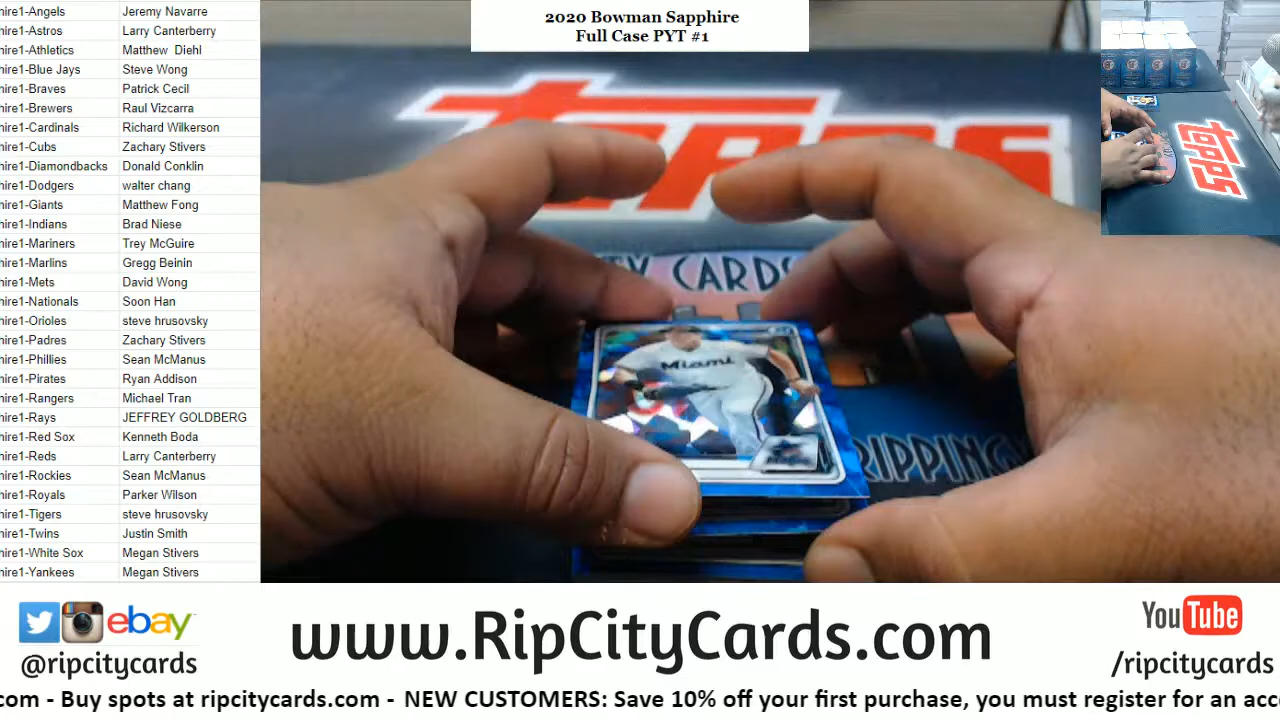 2020 Bowman Sapphire
Full Case PYT #1
hire1-Angels Jeremy Navarre
hire1-Astros Larry Canterberry
hire1-Athletics Matthew Diehl
hire1-Blue Jays Steve Wong
hire1-Braves Patrick Cecil
hire1-Brewers Raul Vizcarra
hire1-Cardinals Richard Wilkerson
hire1-Cubs Zachary Stivers
hire1-Diamondbacks Donald Conklin
hire1-Dodgers walter chang
hire1-Giants Matthew Fong
hire1-Indians Brad Niese
hire1-Mariners Trey McGuire
hire1-Marlins Gregg Beinin
hire1-Mets David Wong
hire1-Nationals Soon Han
hire1-Orioles steve hrusovsky
hire1-Padres Zachary Stivers
hire1-Phillies Sean McManus
hire1-Pirates Ryan Addison
hire1-Rangers Michael Tran
hire1-Rays JEFFREY GOLDBERG
hire1-Red Sox Kenneth Boda
hire1-Reds Larry Canterberry
hire1-Rockies Sean McManus
hire1-Royals Parker Wilson
hire1-Tigers steve hrusovsky
hire1-Twins Justin Smith
hire1-White Sox Megan Stivers
hire1-Yankees Megan Stivers
TOPPS
CARDS
Miami
RIPPING
topps
ebay
@ripcitycards
www.RipCityCards.com
YouTube
/ripcitycards
.com - Buy spots at ripcitycards.com - NEW CUSTOMERS: Save 10% off your first purchase, you must register for an acc